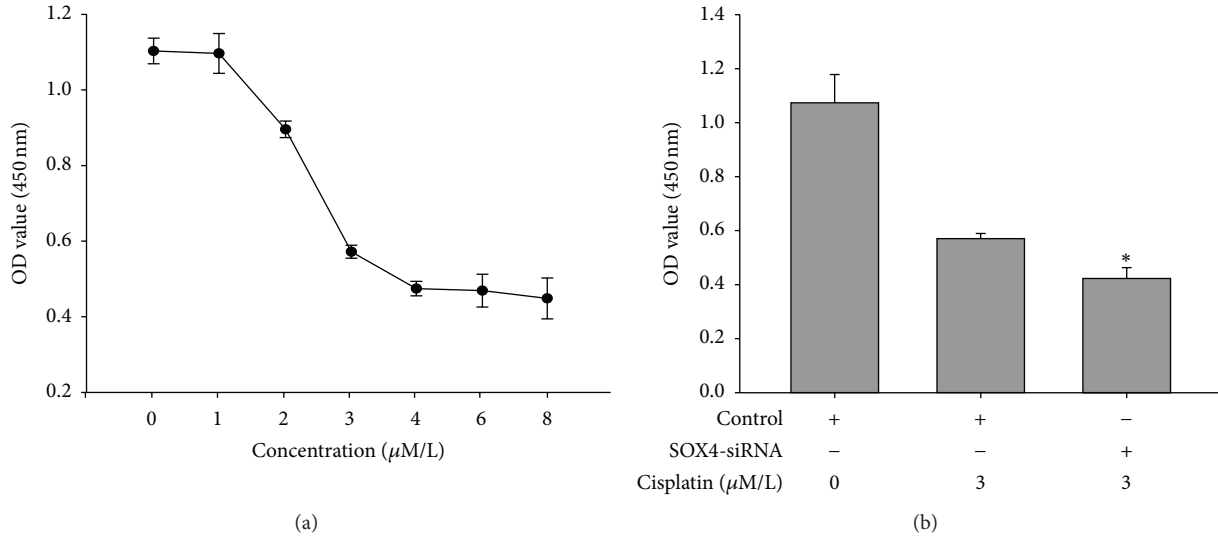 1.2
1.0
0.8
0.6
0.4
0.2
OD value (450 nm)
0 1 2 3 4 6 8
Concentration (μM/L)
(a)
1.4
1.2
1.0
0.8
0.6
0.4
0.2
0.0
OD value (450 nm)
*
Control + + −
SOX4-siRNA − − +
Cisplatin (μM/L) 0 3 3
(b)